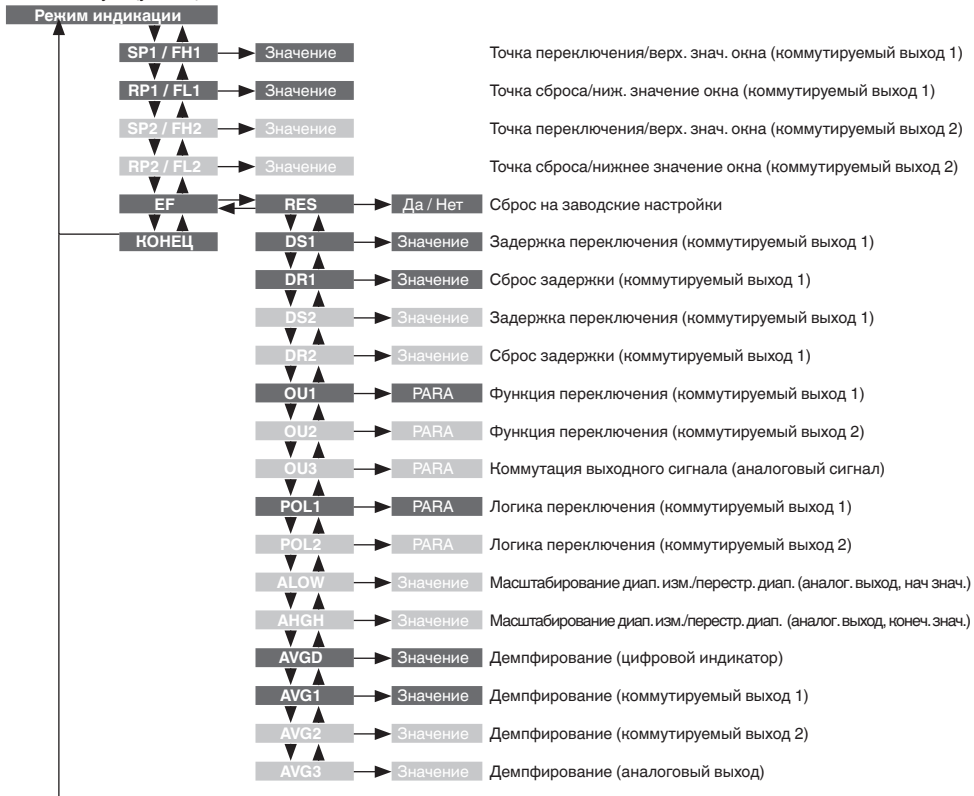 Режим индикации
SP1 / FH1 Значение Точка переключения/верх. знач. окна (коммутируемый выход 1)
RP1 / FL1 Значение Точка сброса/ниж. значение окна (коммутируемый выход 1)
SP2 / FH2 Значение Точка переключения/верх. знач. окна (коммутируемый выход 2)
RP2 / FL2 Значение Точка сброса/нижнее значение окна (коммутируемый выход 2)
EF RES Да / Нет Сброс на заводские настройки
КОНЕЦ DS1 Значение Задержка переключения (коммутируемый выход 1)
DR1 Значение Сброс задержки (коммутируемый выход 1)
DS2 Значение Задержка переключения (коммутируемый выход 1)
DR2 Значение Сброс задержки (коммутируемый выход 1)
OU1 PARA Функция переключения (коммутируемый выход 1)
OU2 PARA Функция переключения (коммутируемый выход 2)
OU3 PARA Коммутация выходного сигнала (аналоговый сигнал)
POL1 PARA Логика переключения (коммутируемый выход 1)
POL2 PARA Логика переключения (коммутируемый выход 2)
ALOW Значение Масштабирование диап. изм./перестр. диап. (аналог. выход, нач знач.)
AHGH Значение Масштабирование диап. изм./перестр. диап. (аналог. выход, конеч. знач.)
AVGD Значение Демпфирование (цифровой индикатор)
AVG1 Значение Демпфирование (коммутируемый выход 1)
AVG2 Значение Демпфирование (коммутируемый выход 2)
AVG3 Значение Демпфирование (аналоговый выход)